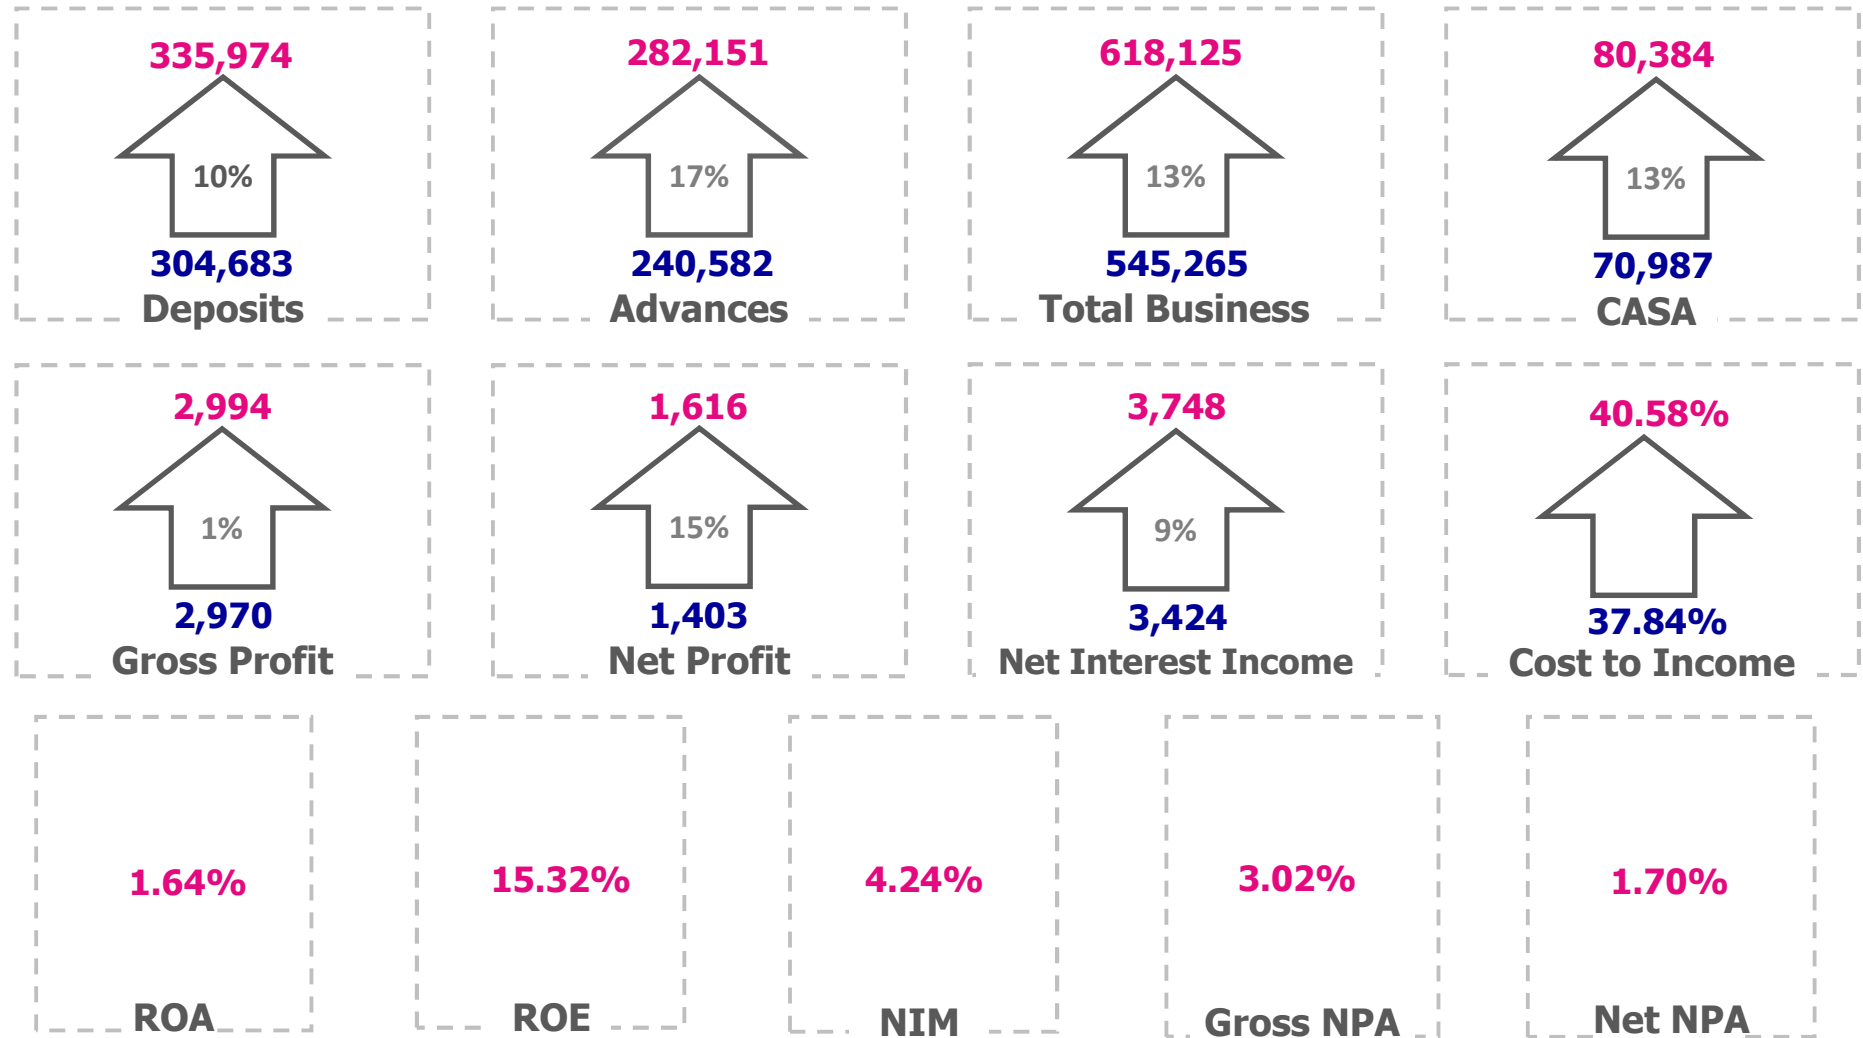 335,974
10%
304,683
Deposits
282,151
17%
240,582
Advances
618,125
13%
545,265
Total Business
80,384
13%
70,987
CASA
2,994
1%
2,970
Gross Profit
1,616
15%
1,403
Net Profit
3,748
9%
3,424
Net Interest Income
40.58%
37.84%
Cost to Income
1.64%
ROA
15.32%
ROE
4.24%
NIM
3.02%
Gross NPA
1.70%
Net NPA